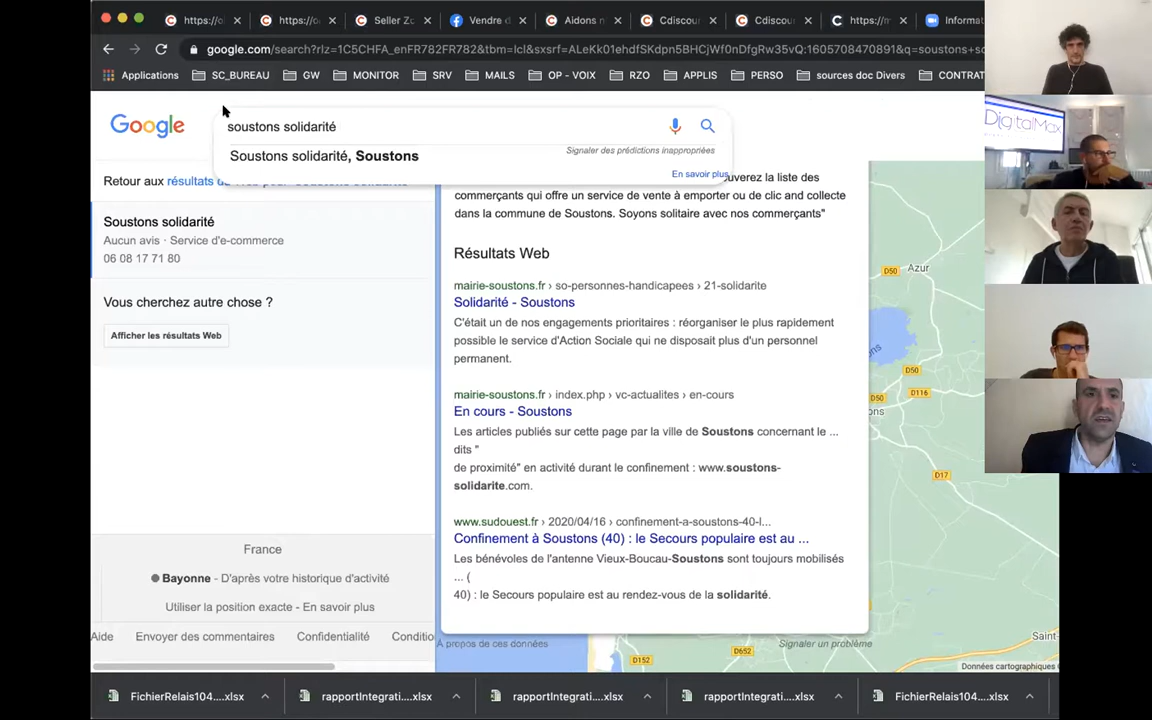 https://ol
https://o
Seller Zo
Vendre d
Aidons n
Cdiscou
Cdiscou
https://m
Informat
google.com/search?rlz=1C5CHFA_enFR782FR782&tbm=lcl&sxsrf=ALeKk01ehdfSKdpn5BHCjWf0nDfgRw35vQ:1605708470891&q=soustons+so
Applications SC_BUREAU GW MONITOR SRV MAILS OP - VOIX RZO APPLIS PERSO sources doc Divers CONTRAT
Google
soustons solidarité
Soustons solidarité, Soustons
Signaler des prédictions inappropriées
En savoir plus
DigitalMax
Retour aux résultats
Soustons solidarité
Aucun avis · Service d'e-commerce
06 08 17 71 80
Vous cherchez autre chose ?
Afficher les résultats Web
France
Bayonne - D'après votre historique d'activité
Utiliser la position exacte - En savoir plus
Aide Envoyer des commentaires Confidentialité Conditio
ouverez la liste des
commerçants qui offre un service de vente à emporter ou de clic and collecte
dans la commune de Soustons. Soyons solitaire avec nos commerçants"
Résultats Web
mairie-soustons.fr › so-personnes-handicapees › 21-solidarite
Solidarité - Soustons
C'était un de nos engagements prioritaires : réorganiser le plus rapidement
possible le service d'Action Sociale qui ne disposait plus d'un personnel
permanent.
mairie-soustons.fr › index.php › vc-actualites › en-cours
En cours - Soustons
Les articles publiés sur cette page par la ville de Soustons concernant le ...
dits "
de proximité" en activité durant le confinement : www.soustons-
solidarite.com.
www.sudouest.fr › 2020/04/16 › confinement-a-soustons-40-l...
Confinement à Soustons (40) : le Secours populaire est au ...
Les bénévoles de l'antenne Vieux-Boucau-Soustons sont toujours mobilisés
... (
40) : le Secours populaire est au rendez-vous de la solidarité.
À propos de ces données
Signaler un problème
D50
Azur
ons
D50
D116
D50
ons
D17
D152
D652
Saint-
Données cartographiques
FichierRelais104....xlsx
rapportIntegrati....xlsx
rapportIntegrati....xlsx
rapportIntegrati....xlsx
FichierRelais104....xlsx